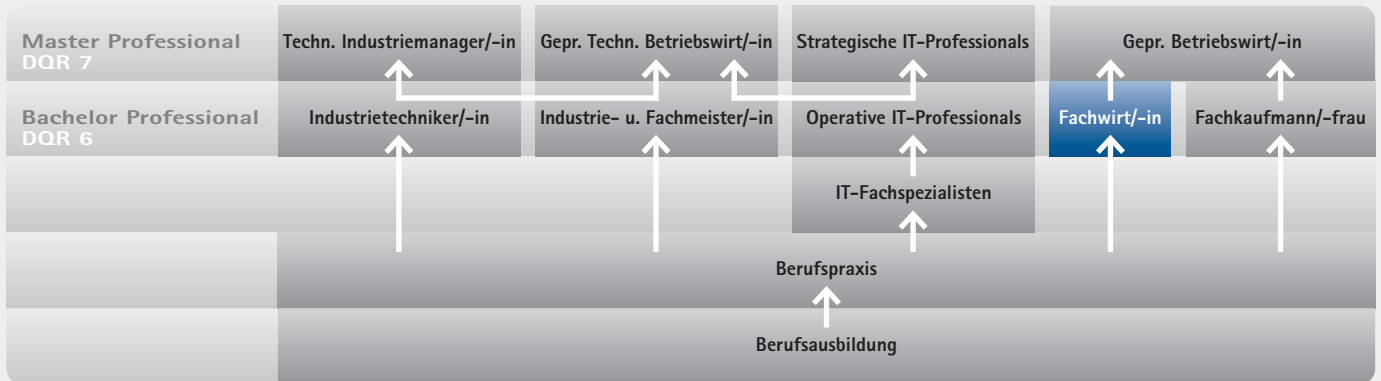 Master Professional
DQR 7
Techn. Industriemanager/-in
Gepr. Techn. Betriebswirt/-in
Strategische IT-Professionals
Gepr. Betriebswirt/-in
Bachelor Professional
DQR 6
Industrietechniker/-in
Industrie- u. Fachmeister/-in
Operative IT-Professionals
Fachwirt/-in
Fachkaufmann/-frau
IT-Fachspezialisten
Berufspraxis
Berufsausbildung